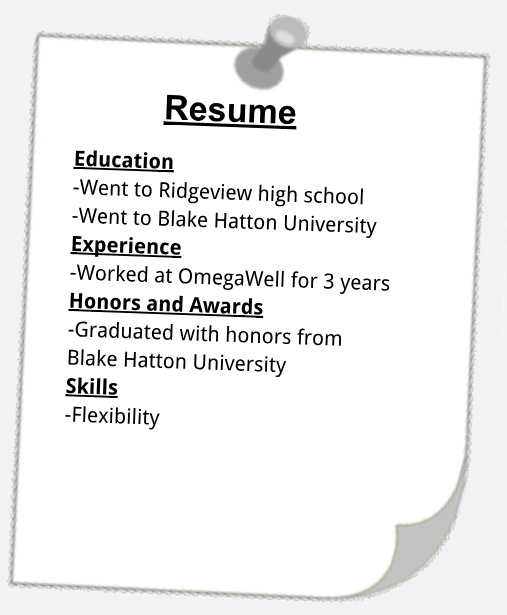 Resume
Education
-Went to Ridgeview high school
-Went to Blake Hatton University
Experience
-Worked at OmegaWell for 3 years
Honors and Awards
-Graduated with honors from
Blake Hatton University
Skills
-Flexibility